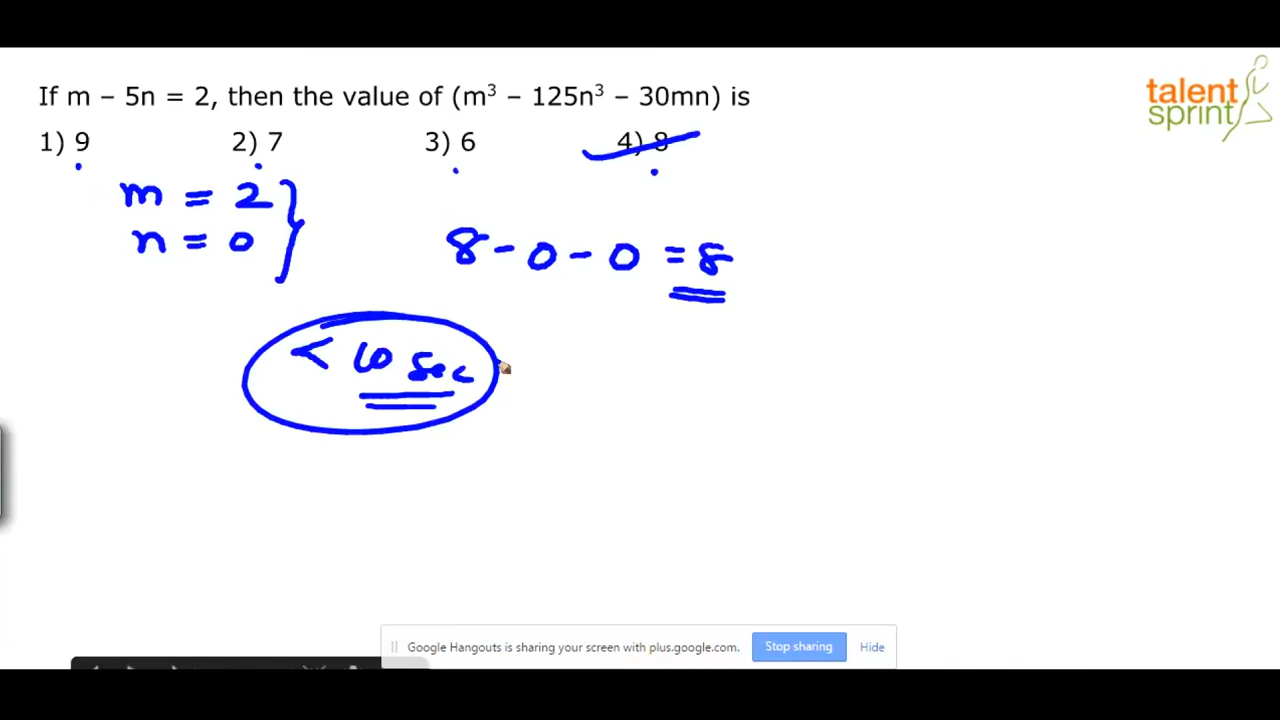 If m – 5n = 2, then the value of (m³ – 125n³ – 30mn) is
1) 9 2) 7 3) 6 4) 8
m = 2
n = 0
8 - 0 - 0 = 8
< 10 sec
talent
sprint
Google Hangouts is sharing your screen with plus.google.com. Stop sharing Hide